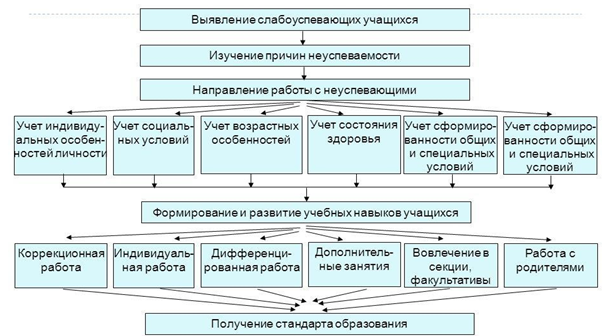 Выявление слабоуспевающих учащихся
Изучение причин неуспеваемости
Направление работы с неуспевающими
Учет индивиду-
альных особен-
ностей личности
Учет социаль-
ных условий
Учет возрастных
особенностей
Учет состояния
здоровья
Учет сформиро-
ванности общих
и специальных
условий
Учет сформиро-
ванности общих
и специальных
условий
Формирование и развитие учебных навыков учащихся
Коррекционная
работа
Индивидуаль-
ная работа
Дифференци-
рованная работа
Дополнитель-
ные занятия
Вовлечение в
секции,
факультативы
Работа с
родителями
Получение стандарта образования